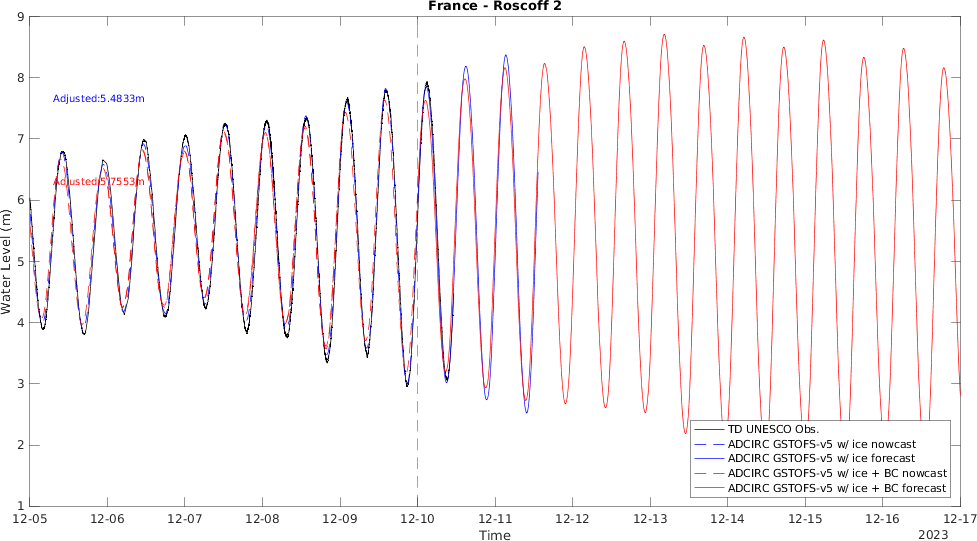 France - Roscoff 2
9
8
7
6
5
4
3
2
1
Water Level (m)
Adjusted:5.4833m
Adjusted:5.7553m
TD UNESCO Obs.
ADCIRC GSTOFS-v5 w/ ice nowcast
ADCIRC GSTOFS-v5 w/ ice forecast
ADCIRC GSTOFS-v5 w/ ice + BC nowcast
ADCIRC GSTOFS-v5 w/ ice + BC forecast
12-05 12-06 12-07 12-08 12-09 12-10 12-11 12-12 12-13 12-14 12-15 12-16 12-17
Time
2023